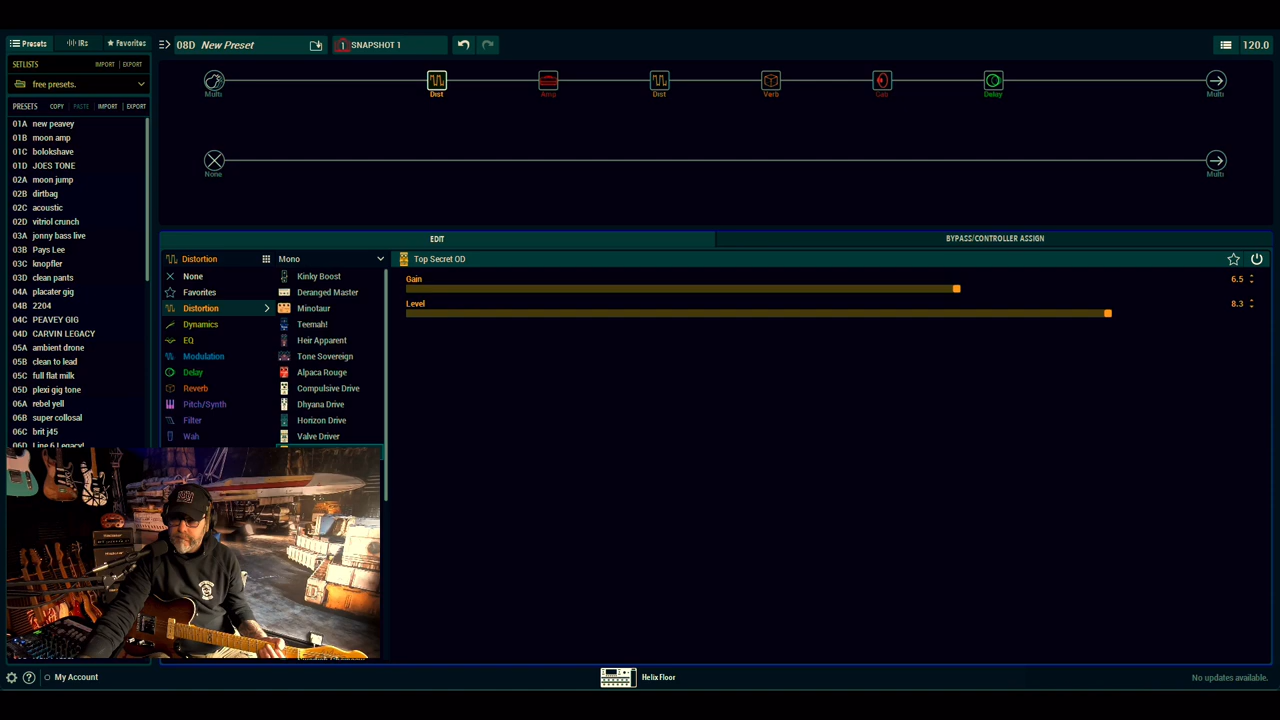 Presets IRs Favorites
08D New Preset
1 SNAPSHOT 1
120.0
SETLISTS IMPORT EXPORT
free presets.
PRESETS COPY PASTE IMPORT EXPORT
01A new peavey
01B moon amp
01C bolokshave
01D JOES TONE
02A moon jump
02B dirtbag
02C acoustic
02D vitriol crunch
03A jonny bass live
03B Pays Lee
03C knopfler
03D clean pants
04A placater gig
04B 2204
04C PEAVEY GIG
04D CARVIN LEGACY
05A ambient drone
05B clean to lead
05C full flat milk
05D plexi gig tone
06A rebel yell
06B super collosal
06C brit j45
06D Line 6 Legacy!
Multi Dist Amp Dist Verb Cab Delay Multi
None Multi
EDIT BYPASS/CONTROLLER ASSIGN
Distortion Mono
None
Favorites
Distortion
Dynamics
EQ
Modulation
Delay
Reverb
Pitch/Synth
Filter
Wah
Kinky Boost
Deranged Master
Minotaur
Teemah!
Heir Apparent
Tone Sovereign
Alpaca Rouge
Compulsive Drive
Dhyana Drive
Horizon Drive
Valve Driver
Top Secret OD
Gain 6.5
Level 8.3
My Account
Helix Floor
No updates available.